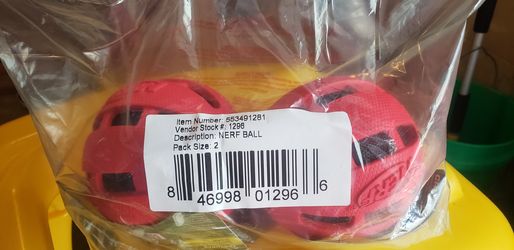 Item Number: 553491281
Vendor Stock #: 1296
Description: NERF BALL
Pack Size: 2
8 46998 01296 6